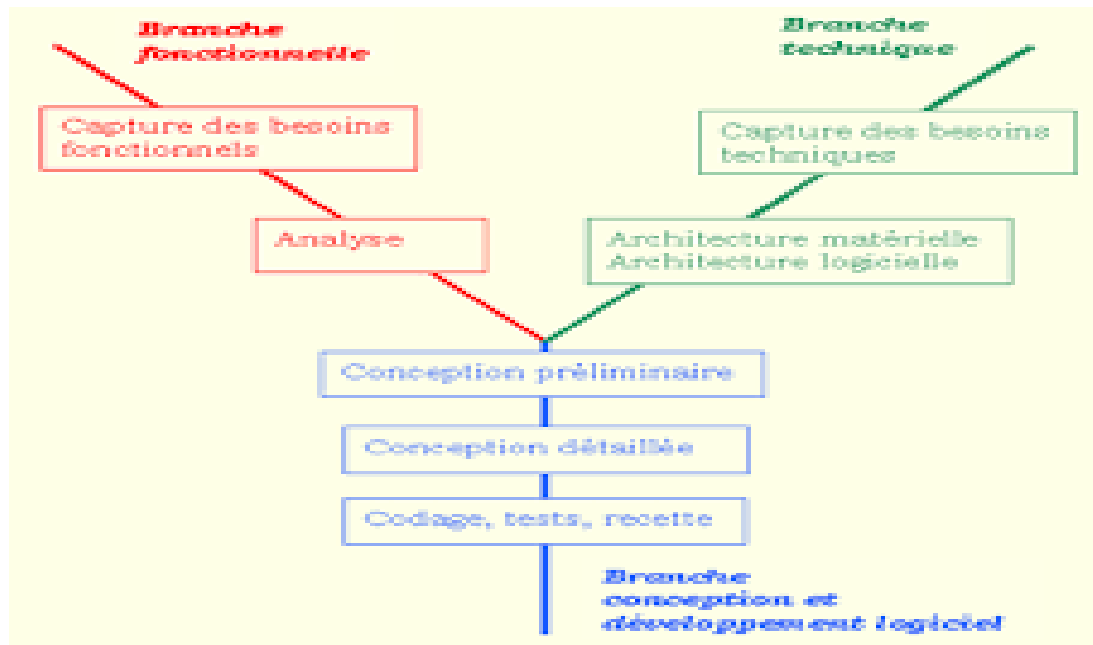 Branche
fonctionnelle
Branche
technique
Capture des besoins
fonctionnels
Capture des besoins
techniques
Analyse
Architecture matérielle
Architecture logicielle
Conception préliminaire
Conception détaillée
Codage, tests, recette
Branche
conception et
développement logiciel